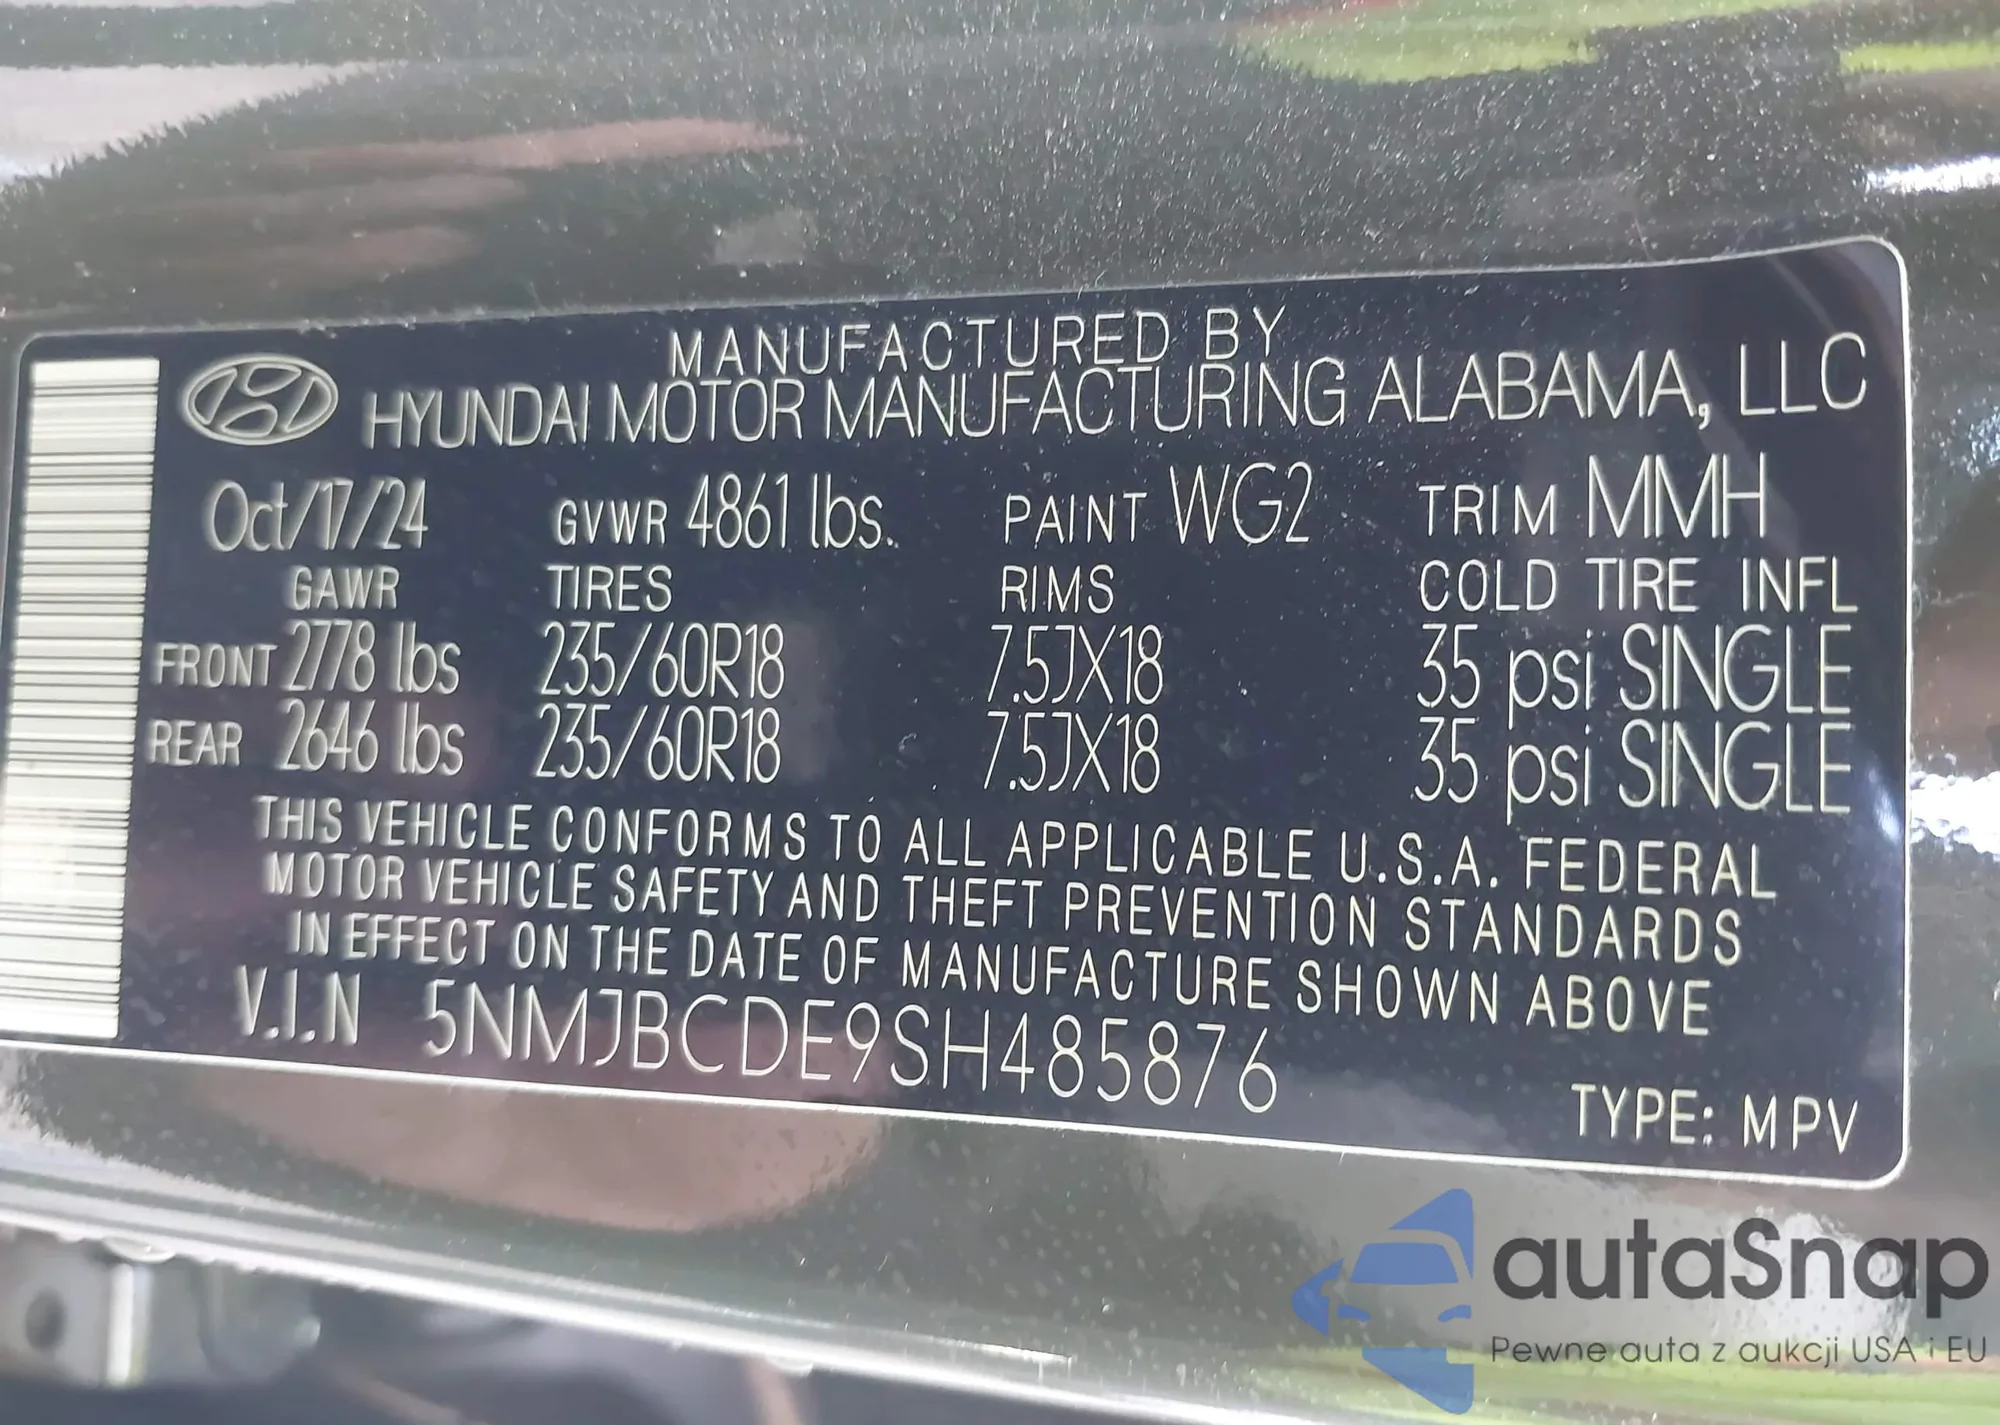 MANUFACTURED BY
HYUNDAI MOTOR MANUFACTURING ALABAMA, LLC
Oct/17/24 GVWR 4861 lbs. PAINT WG2 TRIM MMH
GAWR TIRES RIMS COLD TIRE INFL
FRONT 2778 lbs 235/60R18 7.5JX18 35 psi SINGLE
REAR 2646 lbs 235/60R18 7.5JX18 35 psi SINGLE
THIS VEHICLE CONFORMS TO ALL APPLICABLE U.S.A. FEDERAL
MOTOR VEHICLE SAFETY AND THEFT PREVENTION STANDARDS
IN EFFECT ON THE DATE OF MANUFACTURE SHOWN ABOVE
V.I.N 5NMJBCDE9SH485876
TYPE: MPV
autaSnap
Pewne auta z aukcji USA i EU